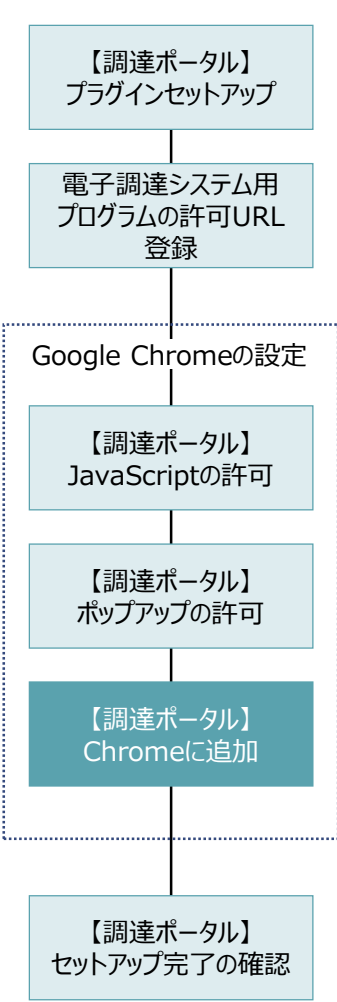 【調達ポータル】
プラグインセットアップ
電子調達システム用
プログラムの許可URL
登録
Google Chromeの設定
【調達ポータル】
JavaScriptの許可
【調達ポータル】
ポップアップの許可
【調達ポータル】
Chromeに追加
【調達ポータル】
セットアップ完了の確認